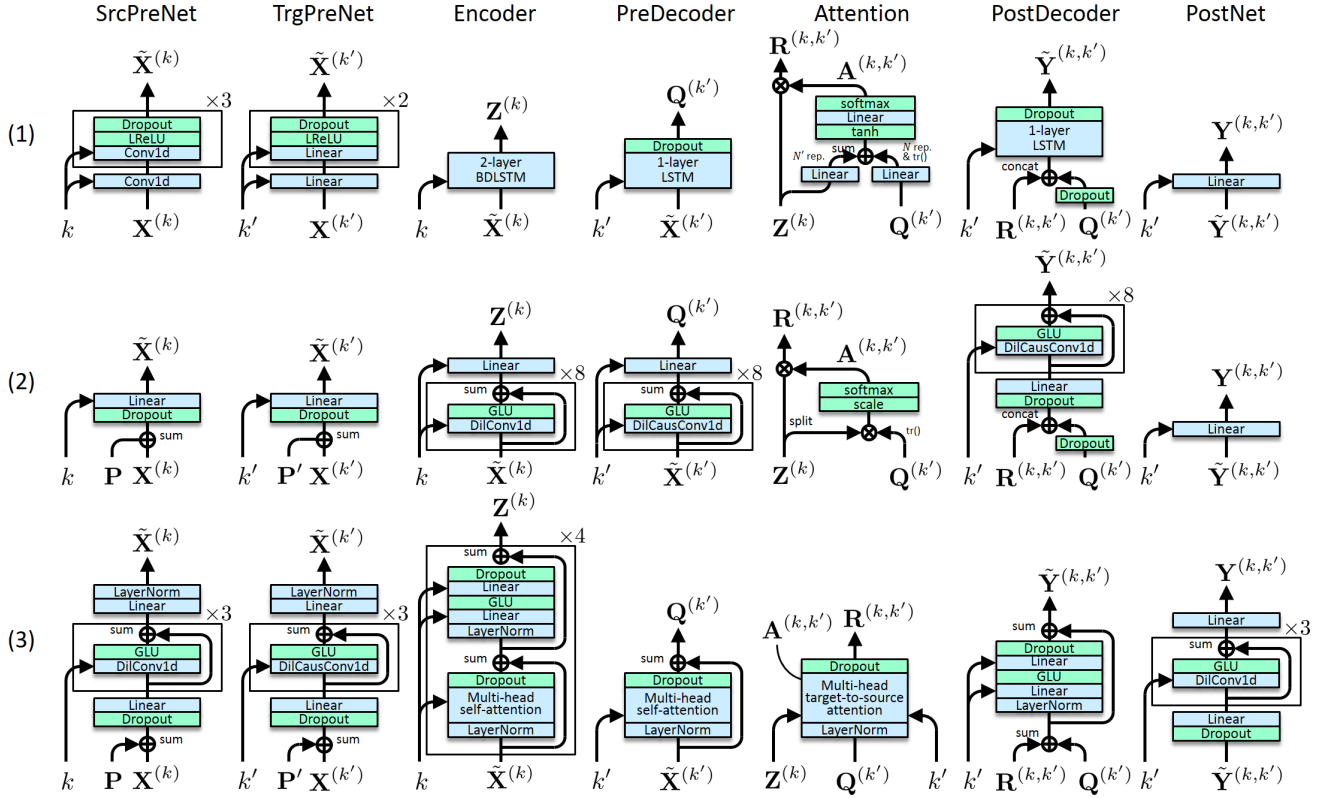 SrcPreNet TrgPreNet Encoder PreDecoder Attention PostDecoder PostNet
(1)
X̃^(k)
×3
Dropout
LReLU
Conv1d
Conv1d
k X^(k)
X̃^(k′)
×2
Dropout
LReLU
Linear
Linear
k′ X^(k′)
Z^(k)
2-layer
BDLSTM
k X̃^(k)
Q^(k′)
Dropout
1-layer
LSTM
k′ X̃^(k′)
R^(k,k′)
A^(k,k′)
softmax
Linear
tanh
sum
N′ rep.
N rep.
& tr()
Linear Linear
Z^(k) Q^(k′)
Ỹ^(k,k′)
Dropout
1-layer
LSTM
concat
Dropout
k′ R^(k,k′) Q^(k′)
Y^(k,k′)
Linear
k′ Ỹ^(k,k′)
(2)
X̃^(k)
Linear
Dropout
sum
k P X^(k)
X̃^(k′)
Linear
Dropout
sum
k′ P′ X^(k′)
Z^(k)
Linear
×8
sum
GLU
DilConv1d
k X̃^(k)
Q^(k′)
Linear
×8
sum
GLU
DilCausConv1d
k′ X̃^(k′)
R^(k,k′)
A^(k,k′)
softmax
scale
split
tr()
Z^(k) Q^(k′)
Ỹ^(k,k′)
×8
GLU
DilCausConv1d
Linear
Dropout
concat
Dropout
k′ R^(k,k′) Q^(k′)
Y^(k,k′)
Linear
k′ Ỹ^(k,k′)
(3)
X̃^(k)
LayerNorm
Linear
×3
sum
GLU
DilConv1d
Linear
Dropout
sum
k P X^(k)
X̃^(k′)
LayerNorm
Linear
×3
sum
GLU
DilCausConv1d
Linear
Dropout
sum
k′ P′ X^(k′)
Z^(k)
×4
sum
Dropout
Linear
GLU
Linear
LayerNorm
sum
Dropout
Multi-head
self-attention
LayerNorm
k X̃^(k)
Q^(k′)
sum
Dropout
Multi-head
self-attention
LayerNorm
k′ X̃^(k′)
A^(k,k′) R^(k,k′)
Dropout
Multi-head
target-to-source
attention
LayerNorm
Z^(k) Q^(k′) k′
Ỹ^(k,k′)
sum
Dropout
Linear
GLU
Linear
LayerNorm
sum
k′ R^(k,k′) Q^(k′)
Y^(k,k′)
Linear
×3
sum
GLU
DilConv1d
Linear
Dropout
k′ Ỹ^(k,k′)